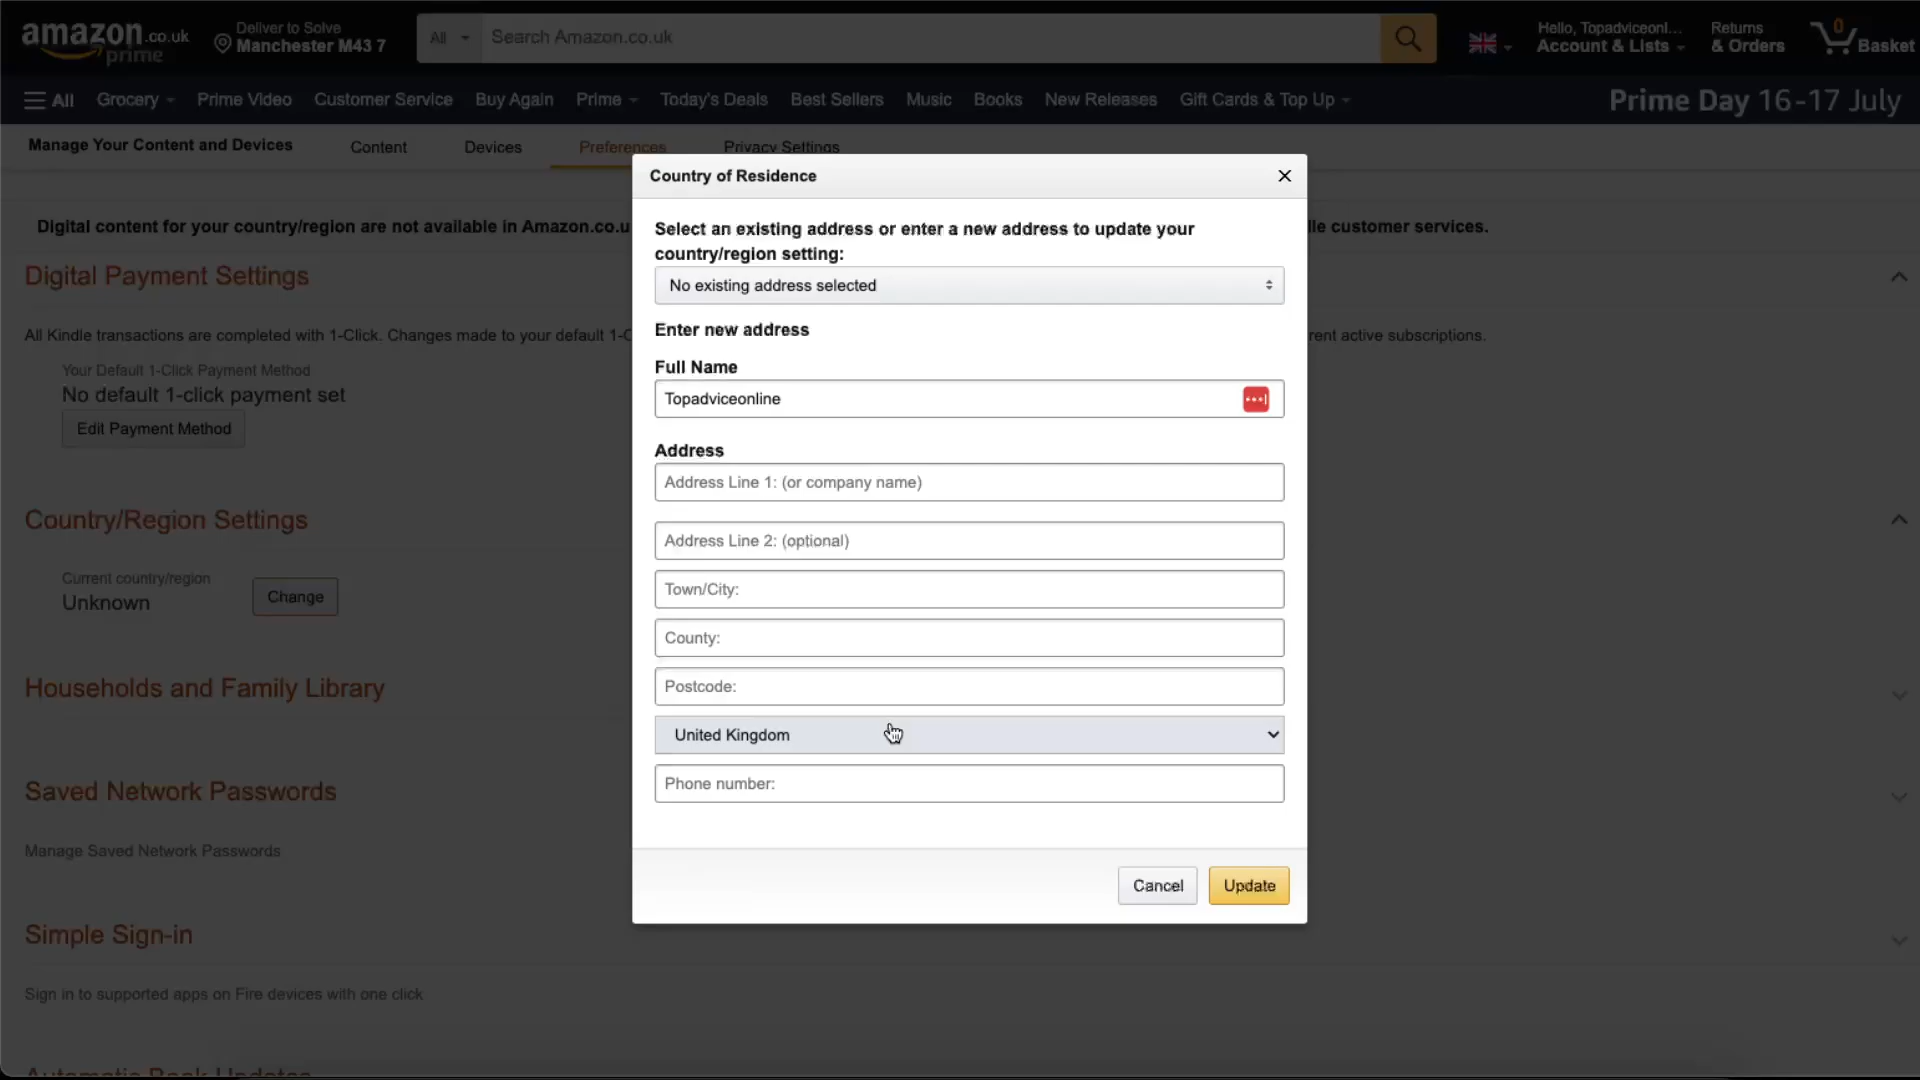 amazon.co.uk
prime
Deliver to Solve
Manchester M43 7
All
Search Amazon.co.uk
Hello, Topadviceonl...
Account & Lists
Returns
& Orders
0
Basket
All
Grocery
Prime Video
Customer Service
Buy Again
Prime
Today's Deals
Best Sellers
Music
Books
New Releases
Gift Cards & Top Up
Prime Day 16-17 July
Manage Your Content and Devices
Content
Devices
Preferences
Privacy Settings
Digital content for your country/region are not available in Amazon.co.u
le customer services.
Digital Payment Settings
All Kindle transactions are completed with 1-Click. Changes made to your default 1-C
rent active subscriptions.
Your Default 1-Click Payment Method
No default 1-click payment set
Edit Payment Method
Country/Region Settings
Current country/region
Unknown
Change
Households and Family Library
Saved Network Passwords
Manage Saved Network Passwords
Simple Sign-in
Sign in to supported apps on Fire devices with one click
Automatic Book Updates
Country of Residence
Select an existing address or enter a new address to update your
country/region setting:
No existing address selected
Enter new address
Full Name
Topadviceonline
Address
Address Line 1: (or company name)
Address Line 2: (optional)
Town/City:
County:
Postcode:
United Kingdom
Phone number:
Cancel
Update